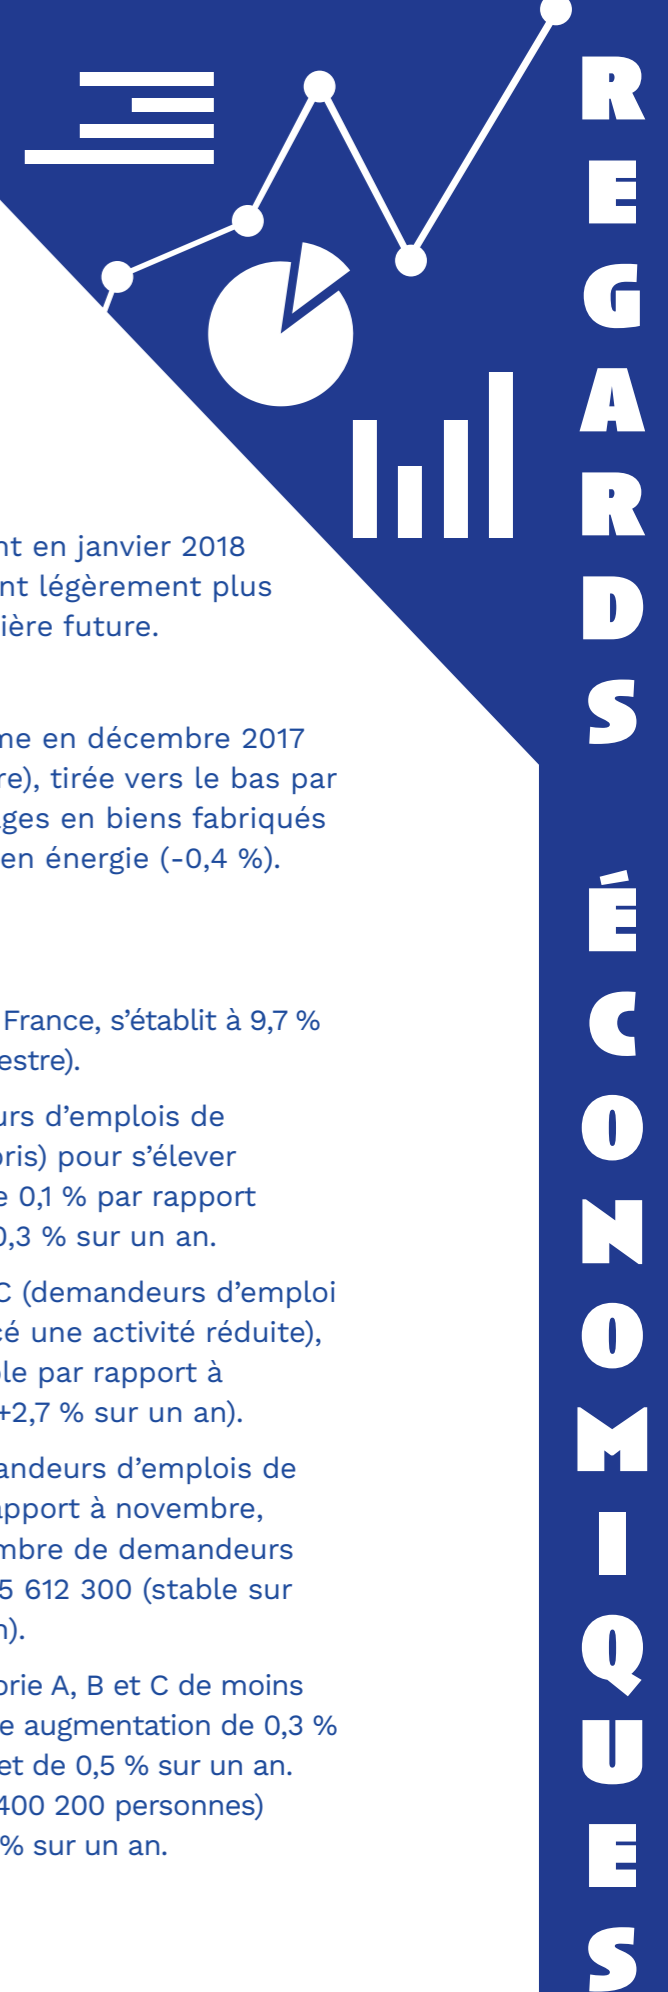 nt en janvier 2018
nt légèrement plus
ière future.
me en décembre 2017
re), tirée vers le bas par
ges en biens fabriqués
en énergie (-0,4 %).
France, s’établit à 9,7 %
estre).
urs d’emplois de
oris) pour s’élever
e 0,1 % par rapport
0,3 % sur un an.
C (demandeurs d’emploi
cé une activité réduite),
ble par rapport à
+2,7 % sur un an).
andeurs d’emplois de
apport à novembre,
mbre de demandeurs
5 612 300 (stable sur
n).
orie A, B et C de moins
e augmentation de 0,3 %
et de 0,5 % sur un an.
400 200 personnes)
% sur un an.
REGARDS ÉCONOMIQUES